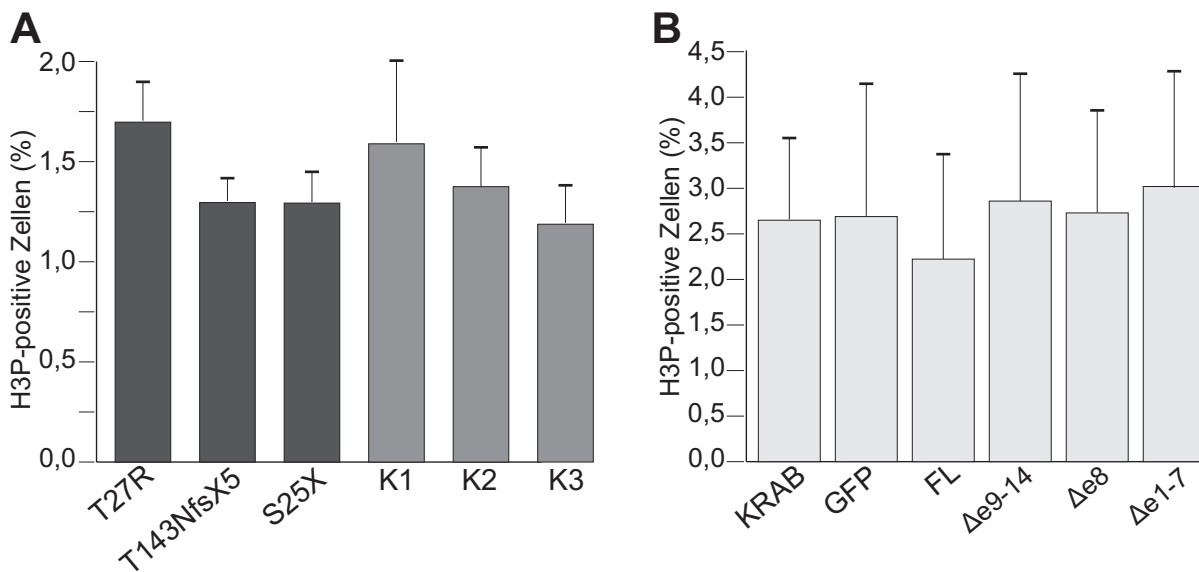 A
H3P-positive Zellen (%)
2,0
1,5
1,0
0,5
0,0
T27R
T143NfsX5
S25X
K1
K2
K3
B
H3P-positive Zellen (%)
4,5
4,0
3,5
3,0
2,5
2,0
1,5
1,0
0,5
0,0
KRAB
GFP
FL
Δe9-14
Δe8
Δe1-7